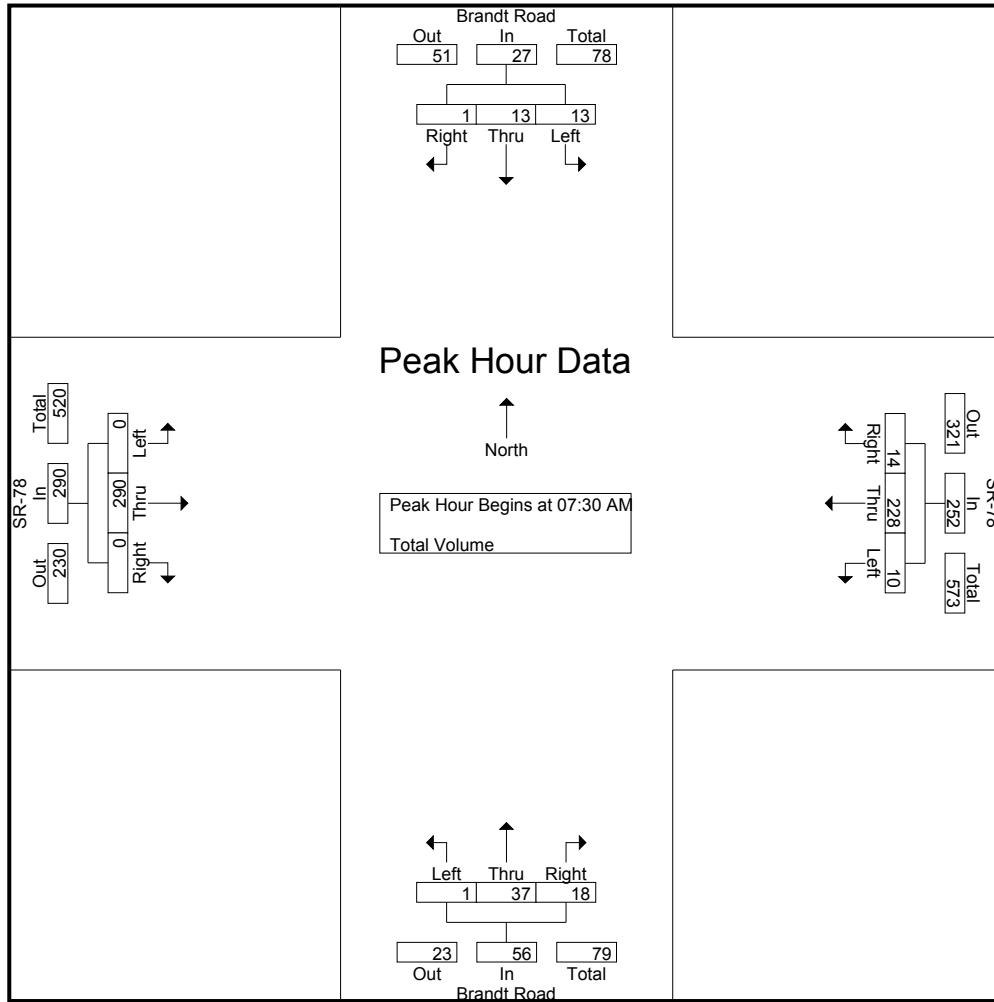 Brandt Road
Out In Total
51 27 78
1 13 13
Right Thru Left
Peak Hour Data
North
Peak Hour Begins at 07:30 AM
Total Volume
SR-78
Out In Total
230 290 520
0 290 0
Left Thru Right
SR-78
Out In Total
321 252 573
14 228 10
Right Thru Left
Left Thru Right
1 37 18
23 56 79
Out In Total
Brandt Road